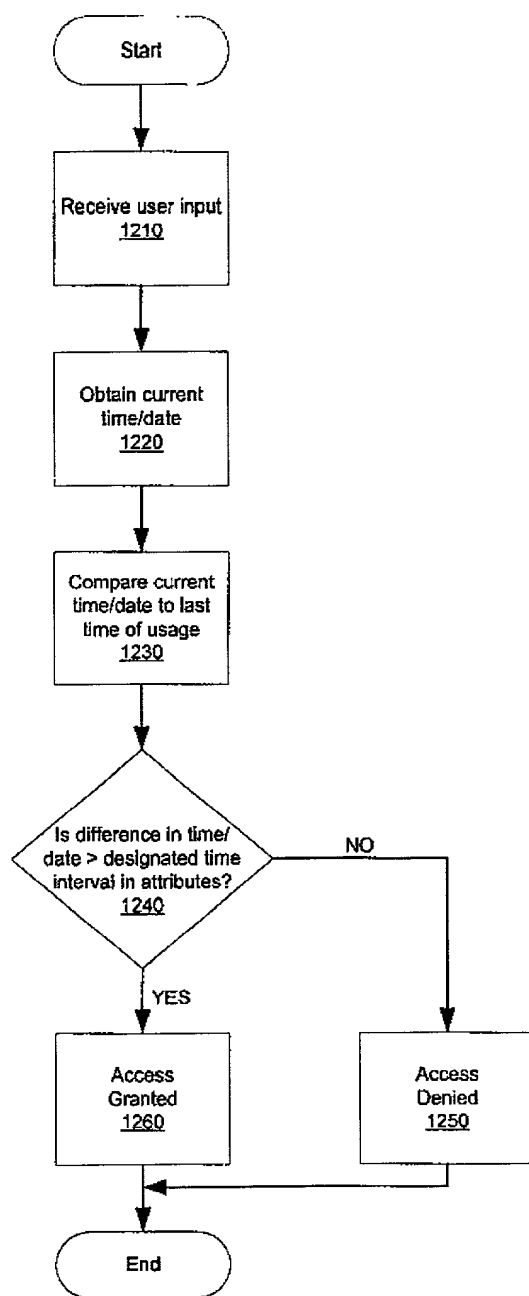 Start
Receive user input
1210
Obtain current
time/date
1220
Compare current
time/date to last
time of usage
1230
Is difference in time/
date > designated time
interval in attributes?
1240
NO
YES
Access
Granted
1260
Access
Denied
1250
End